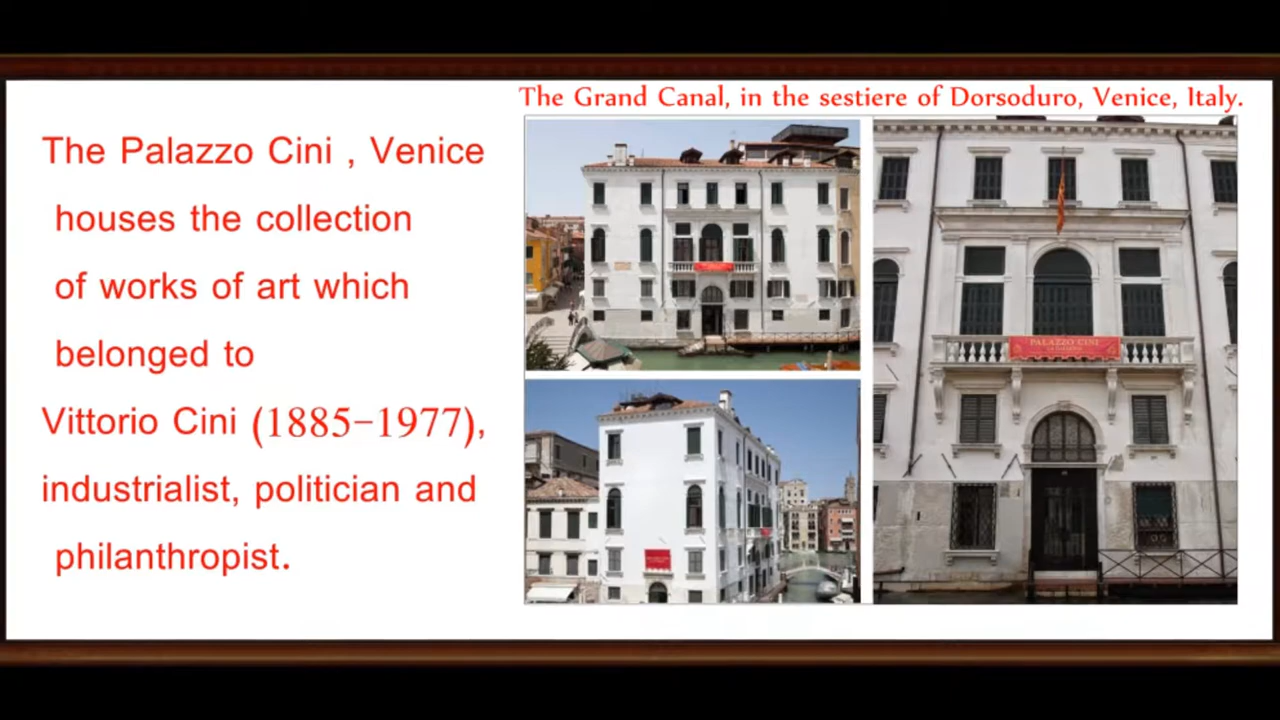 The Grand Canal, in the sestiere of Dorsoduro, Venice, Italy.
The Palazzo Cini , Venice
houses the collection
of works of art which
belonged to
Vittorio Cini (1885–1977),
industrialist, politician and
philanthropist.
PALAZZO CINI